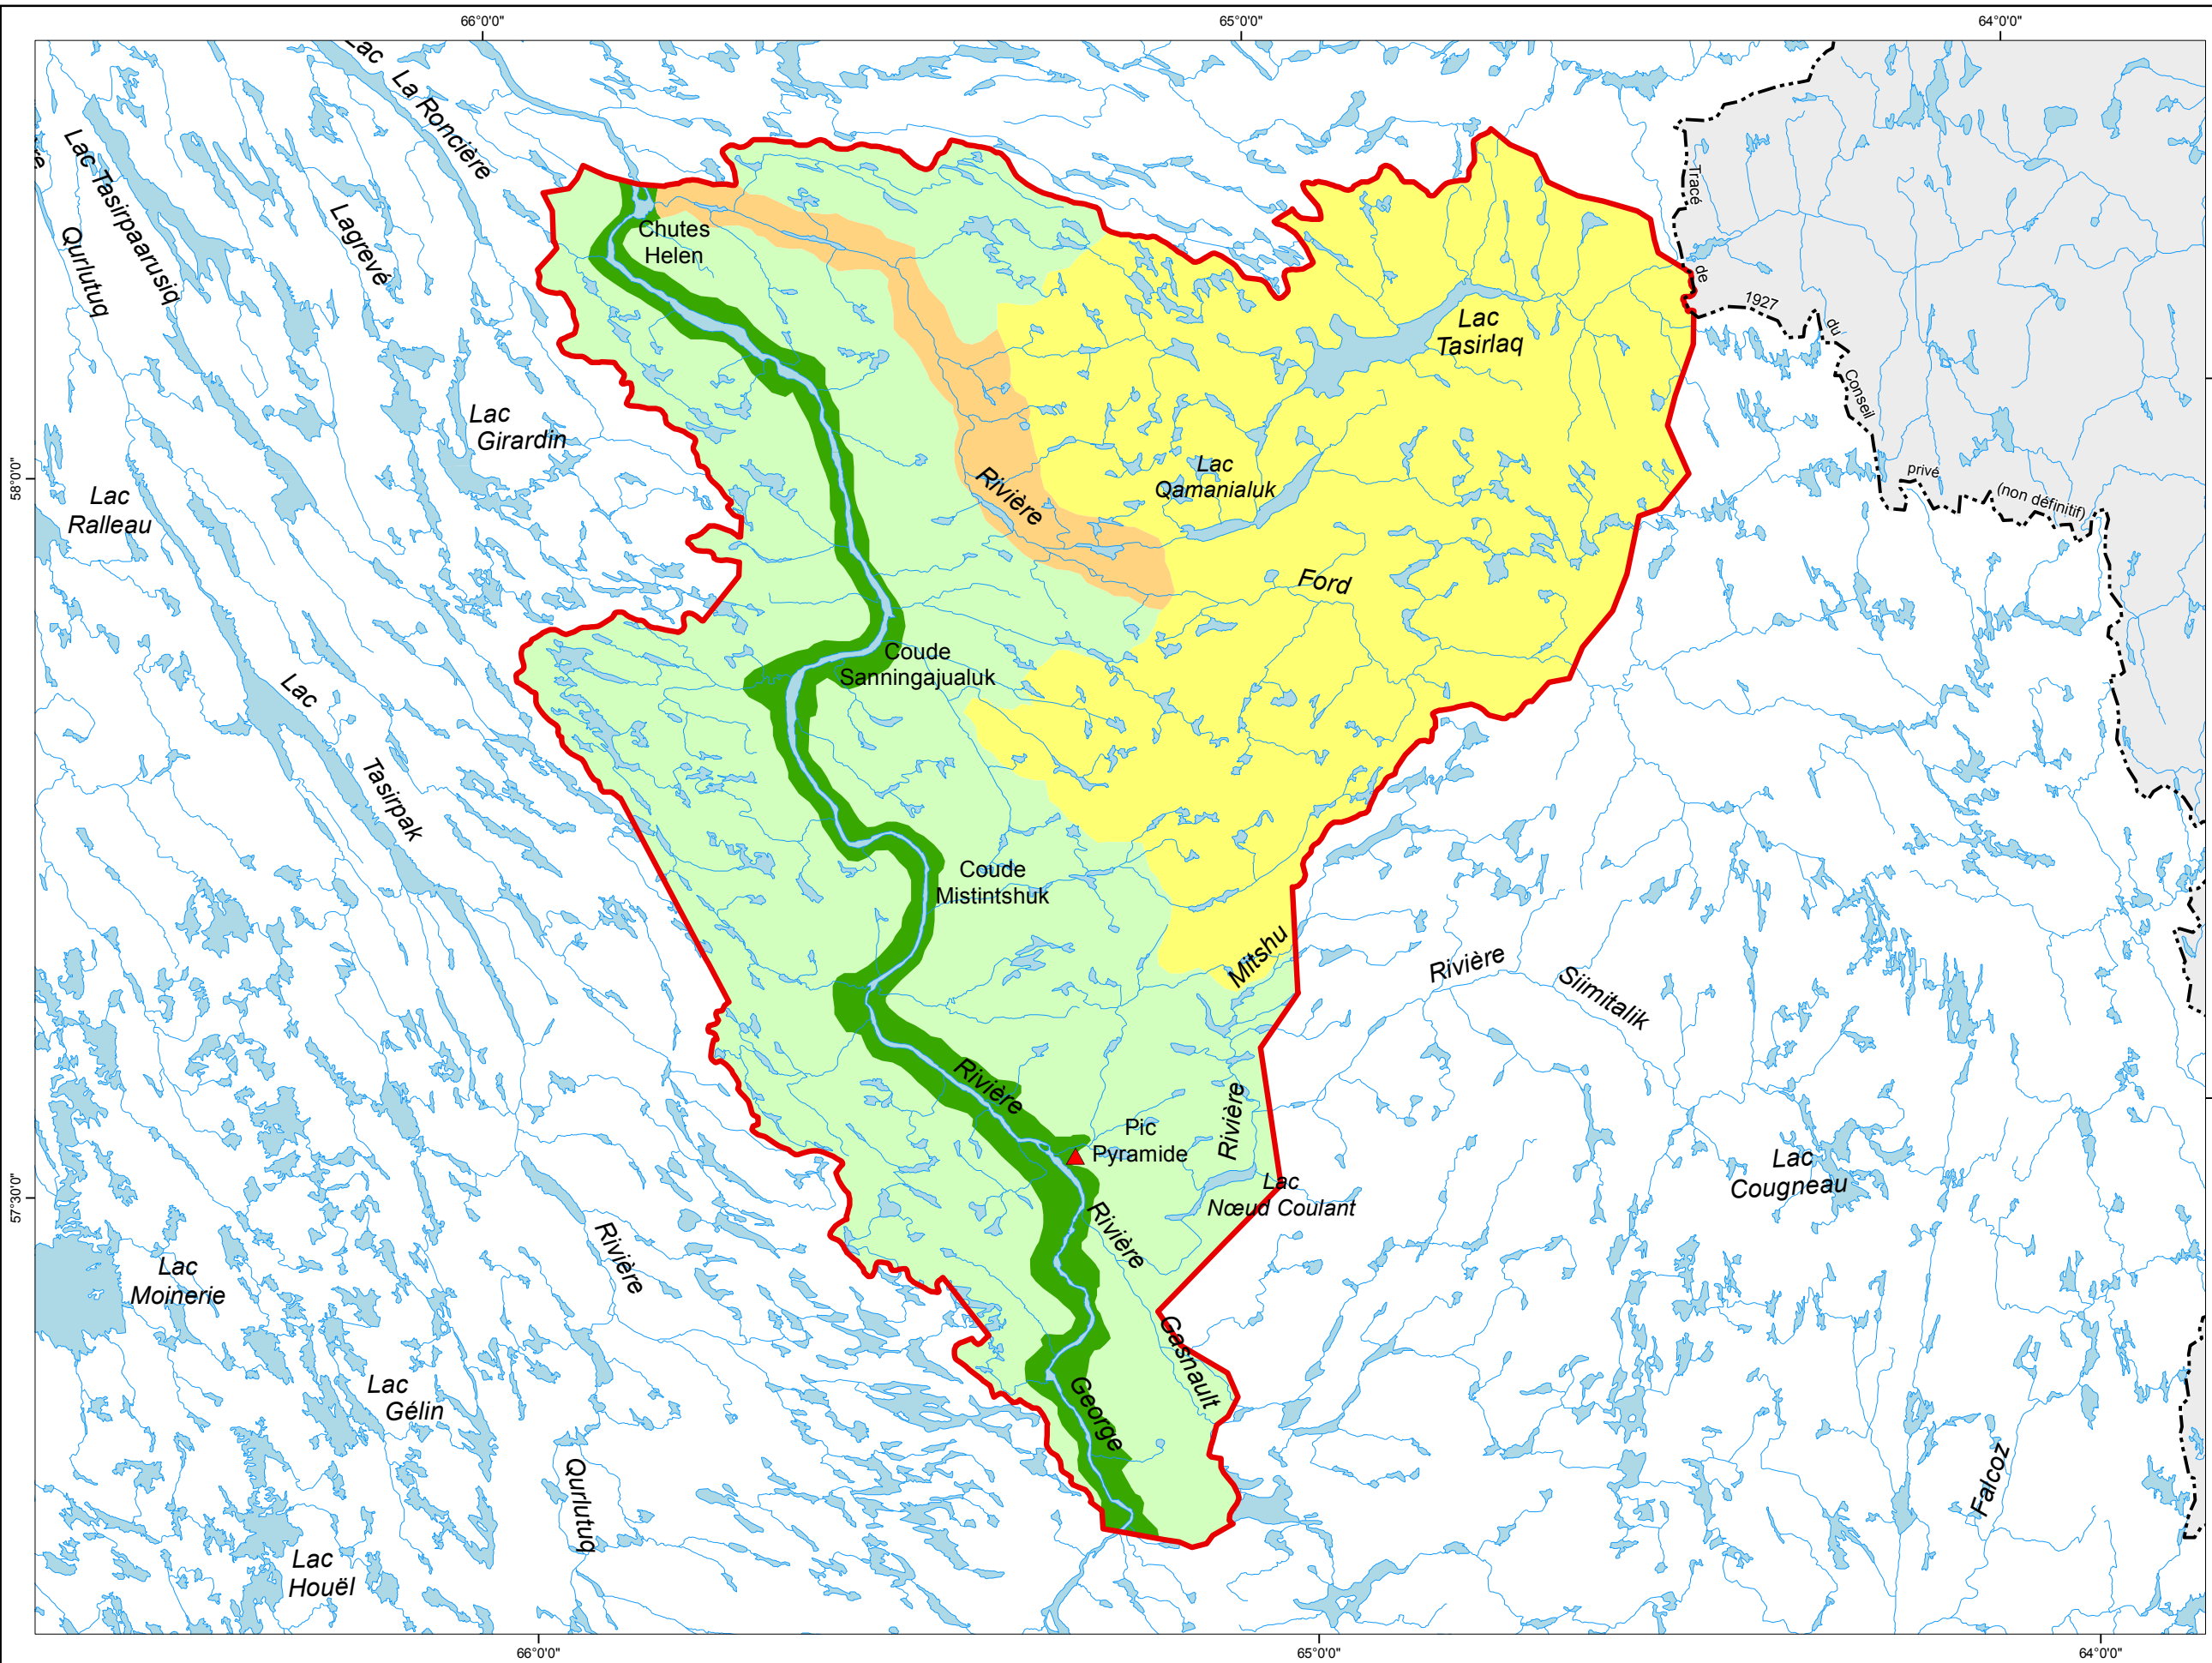 66°0'0"
65°0'0"
64°0'0"
Lac
La Roncière
Lac
Tasirpaarusiq
Qurlutuq
Lagrevé
Chutes
Helen
Tracé
de
1927
du
Conseil
privé
(non définitif)
Lac
Tasirlaq
Lac
Girardin
Lac
Qamanialuk
58°0'0"
Lac
Ralleau
Rivière
Ford
Coude
Sanningajualuk
Lac
Tasirpak
Coude
Mistintshuk
Mitshu
Rivière
Siimitalik
Rivière
Pic
Pyramide
Rivière
Lac
Nœud Coulant
Lac
Cougneau
57°30'0"
Rivière
Rivière
Lac
Moinerie
Gasnault
Lac
Gélin
George
Qurlutuq
Falcoz
Lac
Houël
66°0'0"
65°0'0"
64°0'0"